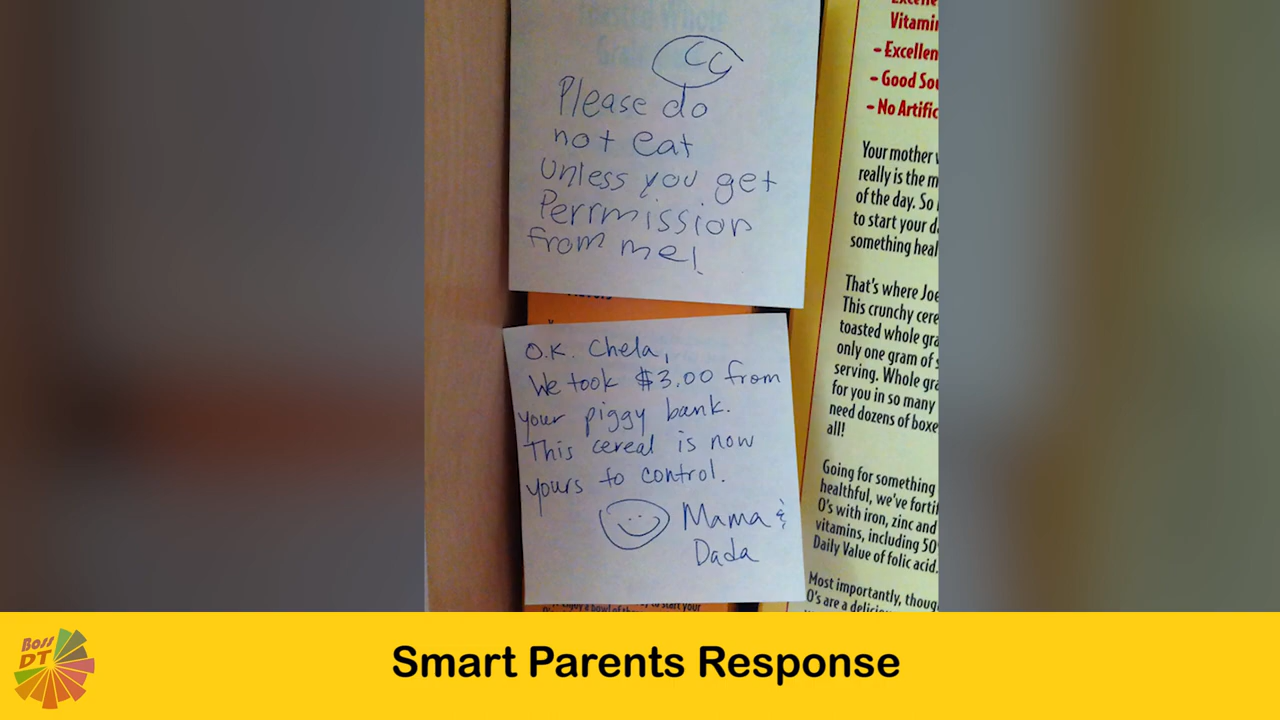 CC
Please do
not eat
Unless you get
Perrmission
from me!
O.K. Chela,
We took $3.00 from
your piggy bank.
This cereal is now
yours to control.
Mama &
Dada
Vitamin
- Excellen
- Good Sou
- No Artific
Your mother
really is the m
of the day. So
to start your d
something heal
That's where Joe
This crunchy cere
toasted whole gra
only one gram of
serving. Whole gra
for you in so many
need dozens of boxe
all!
Going for something
healthful, we've fortif
O's with iron, zinc and
vitamins, including 50
Daily Value of folic acid.
Most importantly, thoug
O's are a delicio
Boss
DT
Smart Parents Response